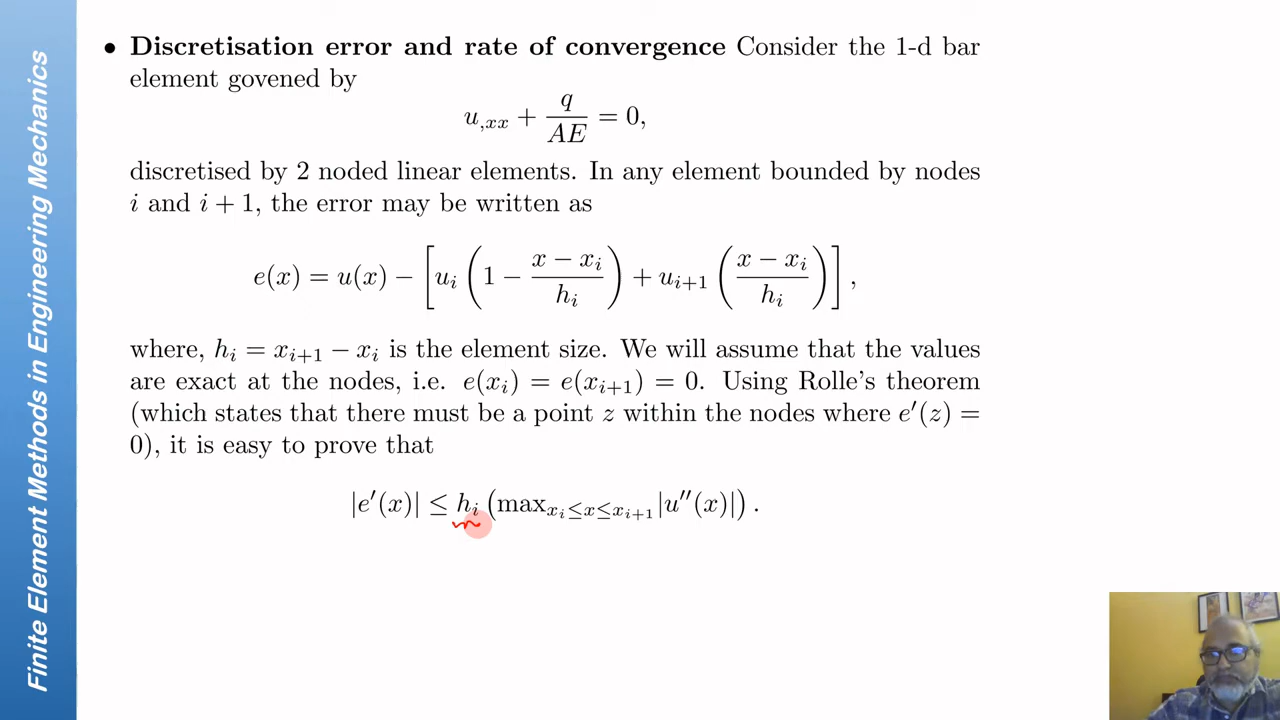 Finite Element Methods in Engineering Mechanics
• Discretisation error and rate of convergence Consider the 1-d bar
element govened by
u,xx + q/AE = 0,
discretised by 2 noded linear elements. In any element bounded by nodes
i and i + 1, the error may be written as
e(x) = u(x) − [u_i (1 − (x − x_i)/h_i) + u_{i+1} ((x − x_i)/h_i)],
where, h_i = x_{i+1} − x_i is the element size. We will assume that the values
are exact at the nodes, i.e. e(x_i) = e(x_{i+1}) = 0. Using Rolle's theorem
(which states that there must be a point z within the nodes where e′(z) =
0), it is easy to prove that
|e′(x)| ≤ h_i (max_{x_i≤x≤x_{i+1}} |u′′(x)|).